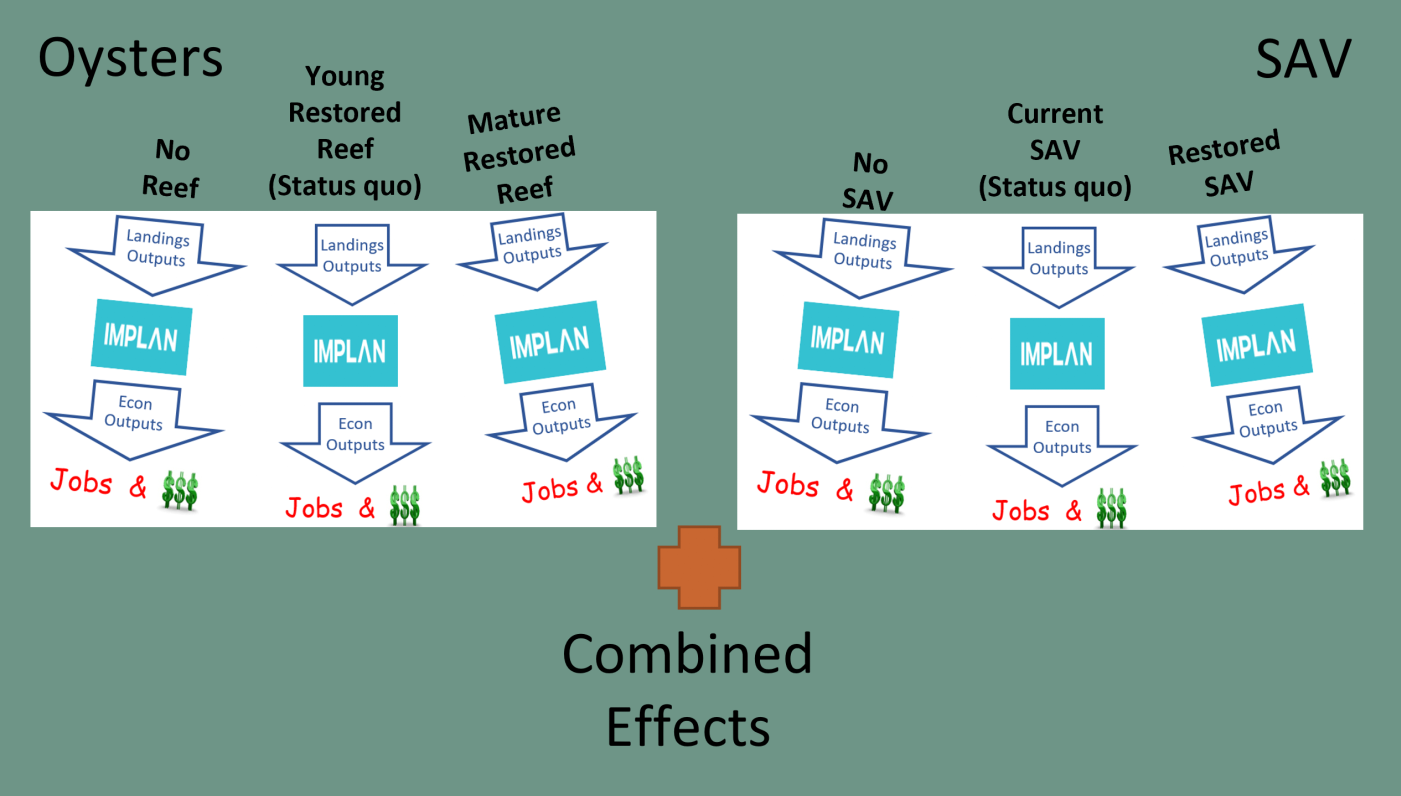 Oysters
SAV
No
Reef
Young
Restored
Reef
(Status quo)
Mature
Restored
Reef
No
SAV
Current
SAV
(Status quo)
Restored
SAV
Landings
Outputs
Landings
Outputs
Landings
Outputs
Landings
Outputs
Landings
Outputs
Landings
Outputs
IMPLAN
IMPLAN
IMPLAN
IMPLAN
IMPLAN
IMPLAN
Econ
Outputs
Econ
Outputs
Econ
Outputs
Econ
Outputs
Econ
Outputs
Econ
Outputs
Jobs & $$$
Jobs & $$$
Jobs & $$$
Jobs & $$$
Jobs & $$$
Jobs & $$$
Combined
Effects